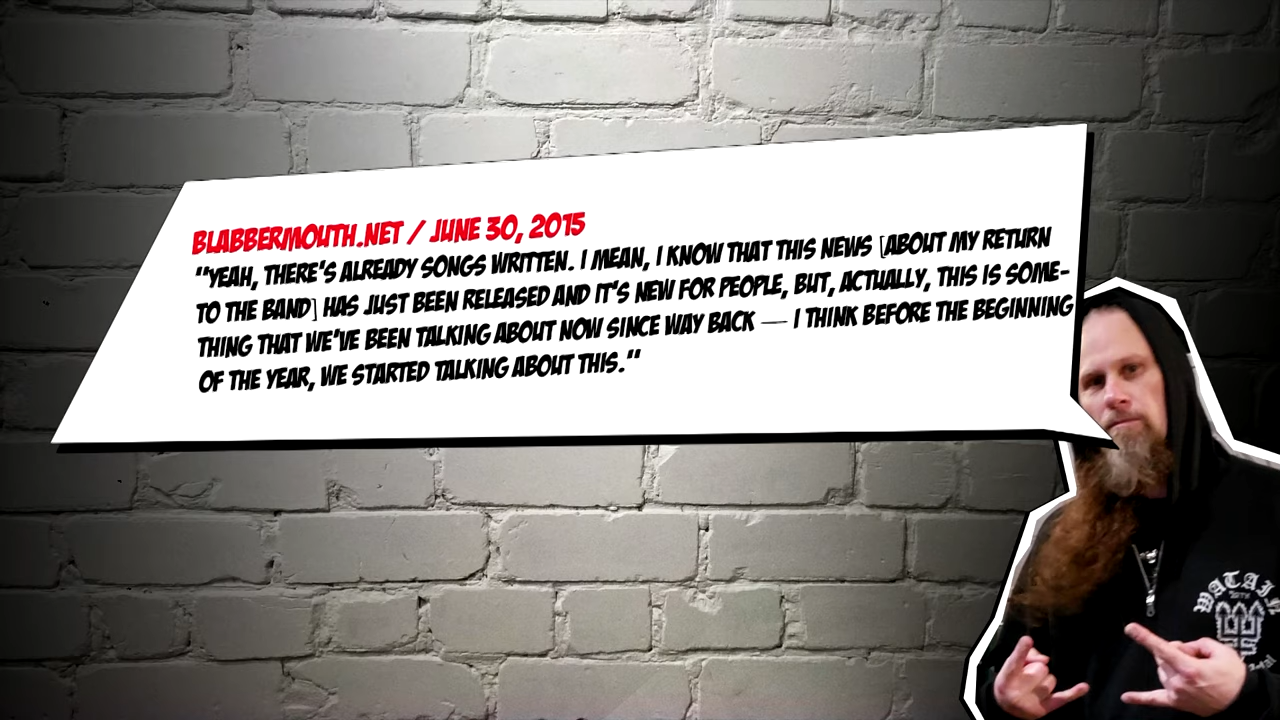 BLABBERMOUTH.NET / JUNE 30, 2015
"YEAH, THERE'S ALREADY SONGS WRITTEN. I MEAN, I KNOW THAT THIS NEWS [ABOUT MY RETURN
TO THE BAND] HAS JUST BEEN RELEASED AND IT'S NEW FOR PEOPLE, BUT, ACTUALLY, THIS IS SOME-
THING THAT WE'VE BEEN TALKING ABOUT NOW SINCE WAY BACK — I THINK BEFORE THE BEGINNING
OF THE YEAR, WE STARTED TALKING ABOUT THIS."
WATAIN